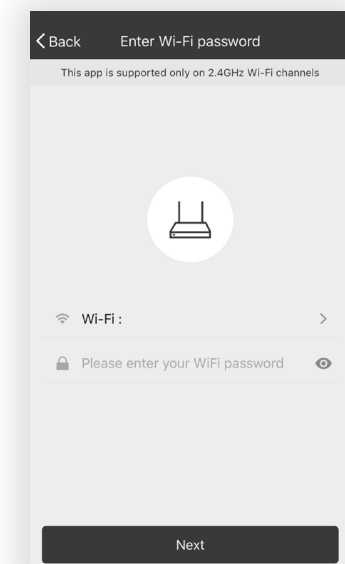 Back
Enter Wi-Fi password
This app is supported only on 2.4GHz Wi-Fi channels
Wi-Fi :
Please enter your WiFi password
Next